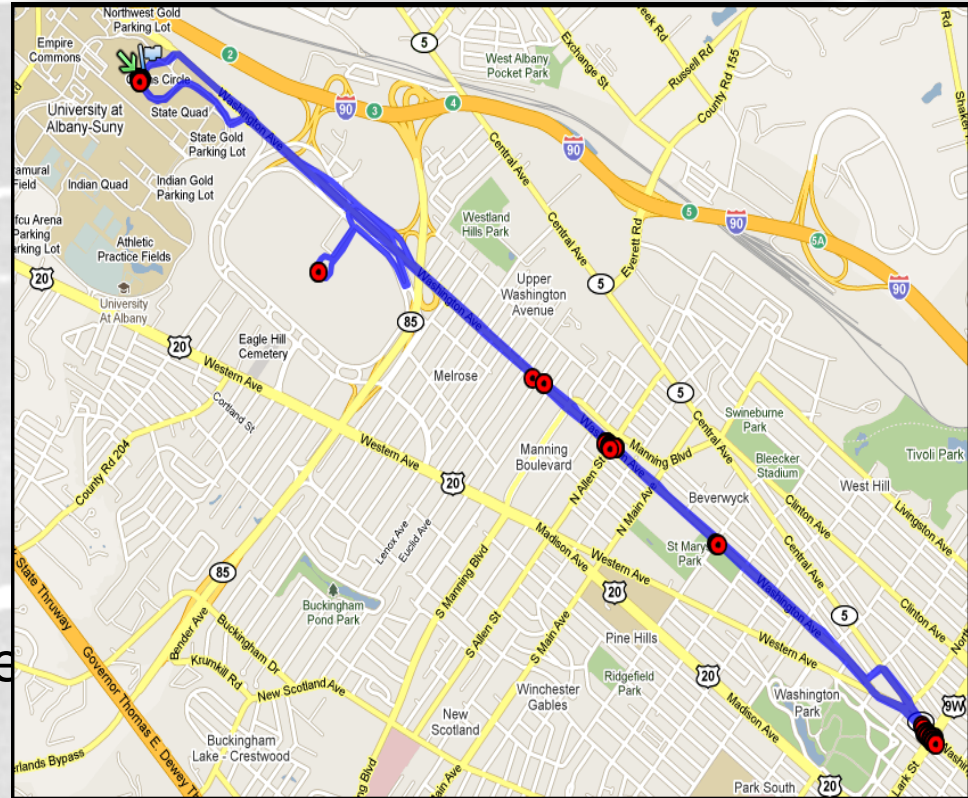 Northwest Gold
Parking Lot
Empire
Commons
Circle
University at
Albany-Suny
State Quad
State Gold
Parking Lot
Indian Quad
Indian Gold
Parking Lot
Field
Arena
Parking
Lot
Athletic
Practice Fields
University
At Albany
Washington Ave
2
90
3
4
5
West Albany
Pocket Park
Exchange St
Russell Rd
County Rd 155
Rd
90
Central Ave
Central Ave
Everett Rd
5
90
5A
90
Westland
Hills Park
Upper
Washington
Avenue
5
20
20
Western Ave
Eagle Hill
Cemetery
85
Washington Ave
Melrose
Cortland St
County Rd 204
Western Ave
20
Manning
Boulevard
N Allen St
Manning Blvd
N Main Ave
Beverwyck
5
Central Ave
Swineburne
Park
Bleecker
Stadium
Tivoli Park
West Hill
Livingston Ave
Clinton Ave
Central Ave
Clinton Ave
Lenox Ave
Euclid Ave
Madison Ave
Western Ave
20
Park
Washington Ave
Western Ave
5
85
State Thruway
Governor Thomas E. Dewey
Bender Ave
Buckingham
Pond Park
S Manning Blvd
S Allen St
S Main Ave
Pine Hills
Ridgefield
Park
20
Madison Ave
Washington
Park
9W
e
Buckingham Dr
Krumkill Rd
New Scotland Ave
Winchester
Gables
New
Scotland
Buckingham
Lake - Crestwood
Bypass
Blvd
Main Ave
Park South
20
Lark St